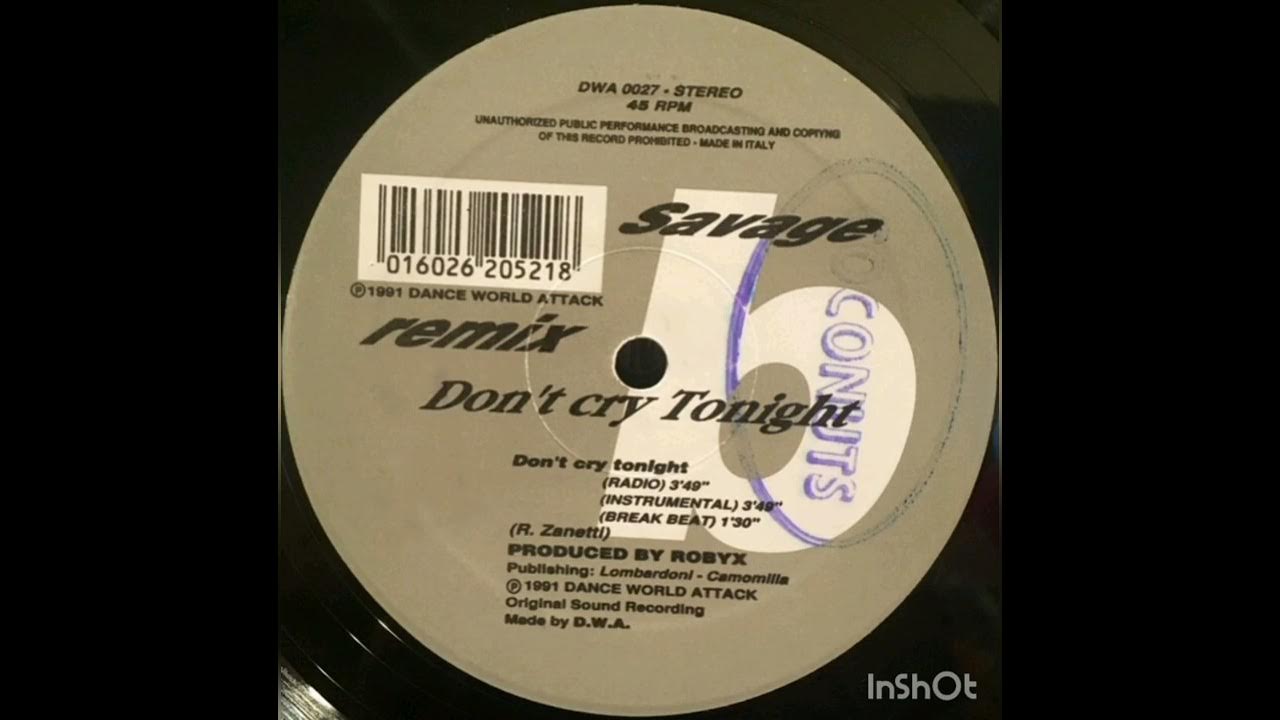 DWA 0027 - STEREO
45 RPM
UNAUTHORIZED PUBLIC PERFORMANCE BROADCASTING AND COPIYNG
OF THIS RECORD PROHIBITED - MADE IN ITALY
Savage
016026 205218
℗1991 DANCE WORLD ATTACK
remix
b
Don't cry Tonight
COCONUTS
Don't cry tonight
(RADIO) 3'49"
(INSTRUMENTAL) 3'49"
(BREAK BEAT) 1'30"
(R. Zanetti)
PRODUCED BY ROBYX
Publishing: Lombardoni - Camomilla
℗ 1991 DANCE WORLD ATTACK
Original Sound Recording
Made by D.W.A.
InShOt